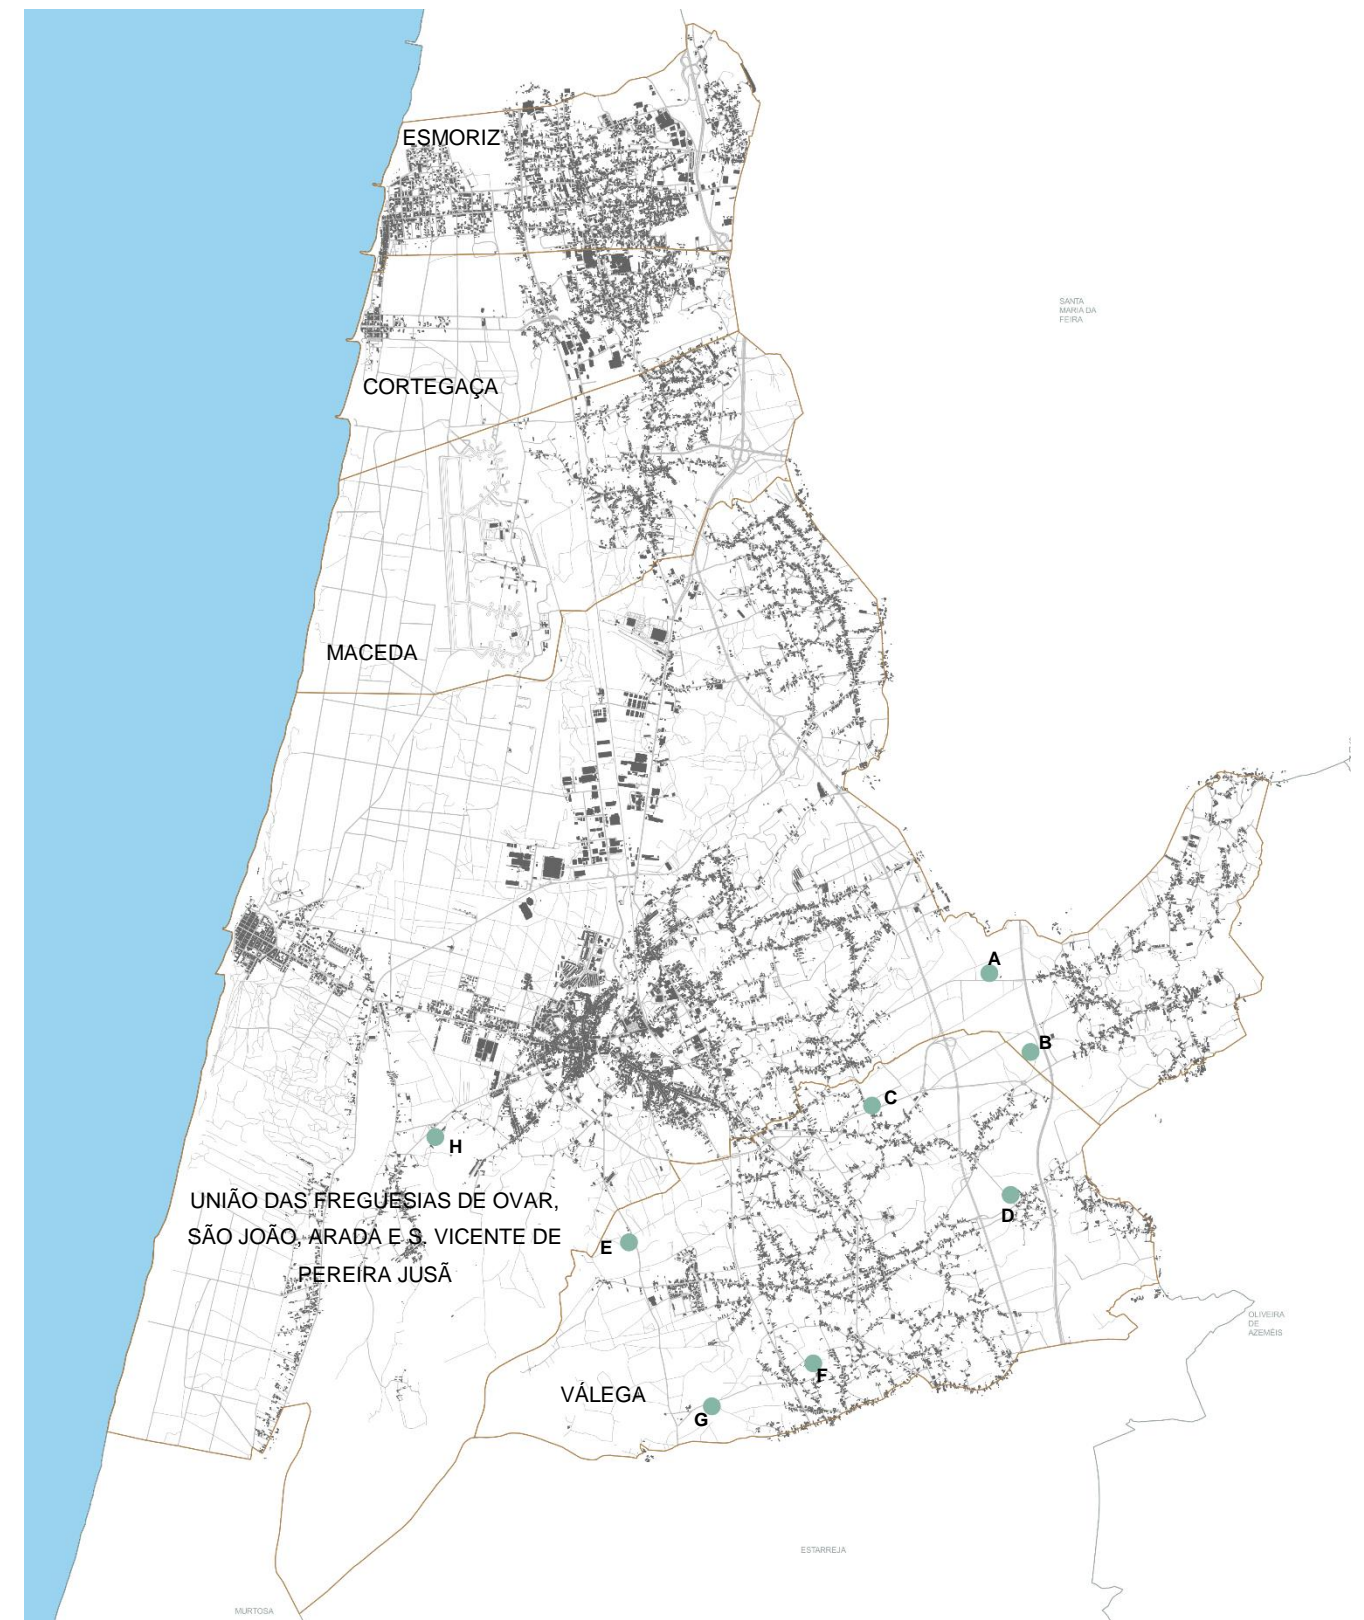 ESMORIZ
SANTA
MARIA DA
FEIRA
CORTEGAÇA
MACEDA
A
B
C
H
D
UNIÃO DAS FREGUESIAS DE OVAR,
SÃO JOÃO, ARADA E S. VICENTE DE
PEREIRA JUSÃ
E
OLIVEIRA
DE
AZEMÉIS
F
VÁLEGA
G
ESTARREJA
MURTOSA